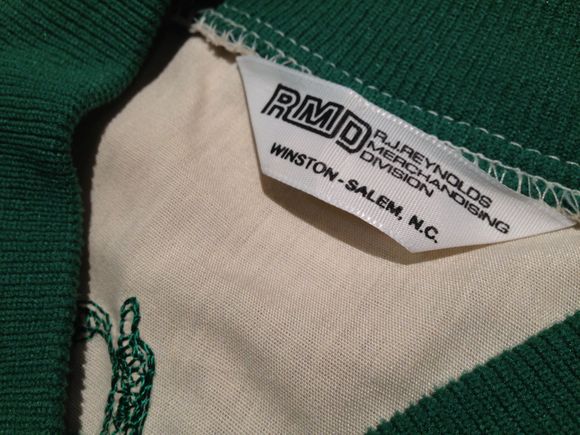 RMD
R.J.REYNOLDS
MERCHANDISING
DIVISION
WINSTON-SALEM, N.C.